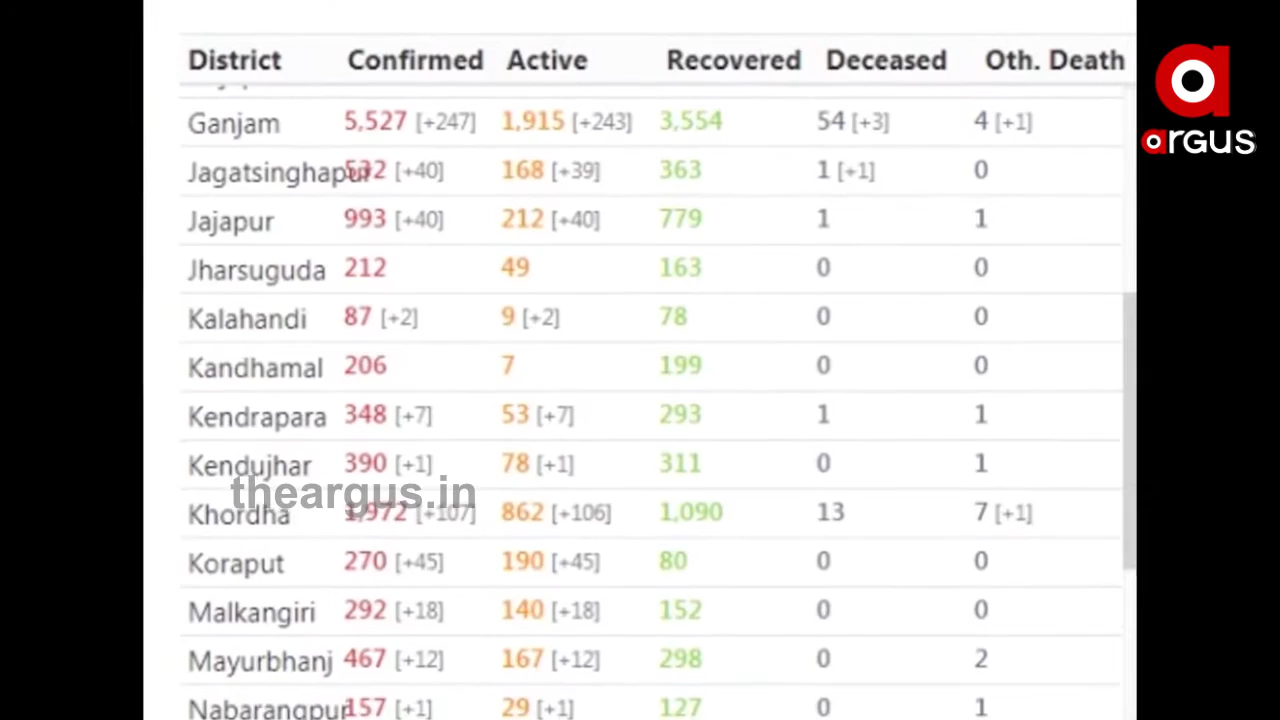 District Confirmed Active Recovered Deceased Oth. Death
Ganjam 5,527 [+247] 1,915 [+243] 3,554 54 [+3] 4 [+1]
Jagatsinghapur 532 [+40] 168 [+39] 363 1 [+1] 0
Jajapur 993 [+40] 212 [+40] 779 1 1
Jharsuguda 212 49 163 0 0
Kalahandi 87 [+2] 9 [+2] 78 0 0
Kandhamal 206 7 199 0 0
Kendrapara 348 [+7] 53 [+7] 293 1 1
Kendujhar 390 [+1] 78 [+1] 311 0 1
theargus.in
Khordha 1,972 [+107] 862 [+106] 1,090 13 7 [+1]
Koraput 270 [+45] 190 [+45] 80 0 0
Malkangiri 292 [+18] 140 [+18] 152 0 0
Mayurbhanj 467 [+12] 167 [+12] 298 0 2
Nabarangpur 157 [+1] 29 [+1] 127 0 1
a
argus